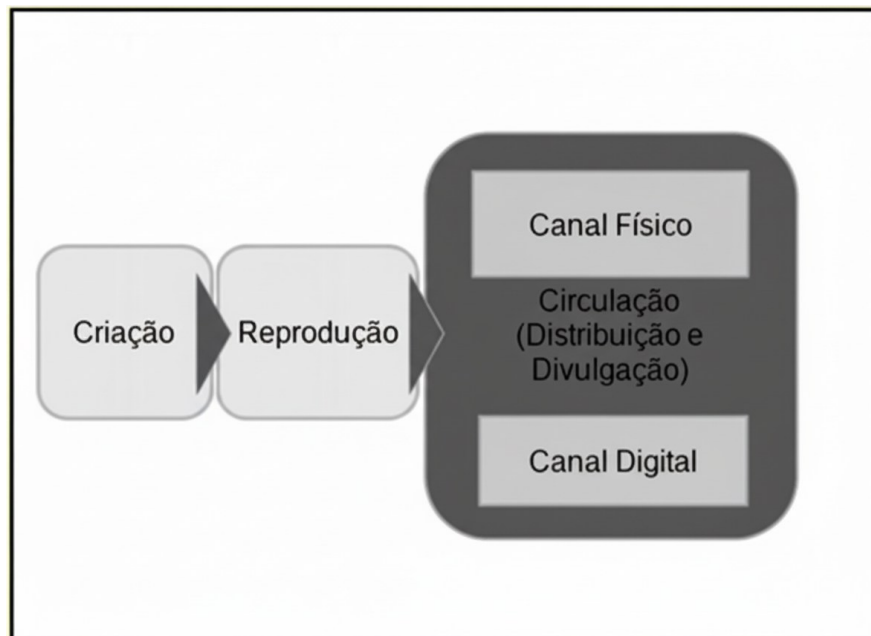 Criação
Reprodução
Canal Físico
Circulação
(Distribuição e
Divulgação)
Canal Digital